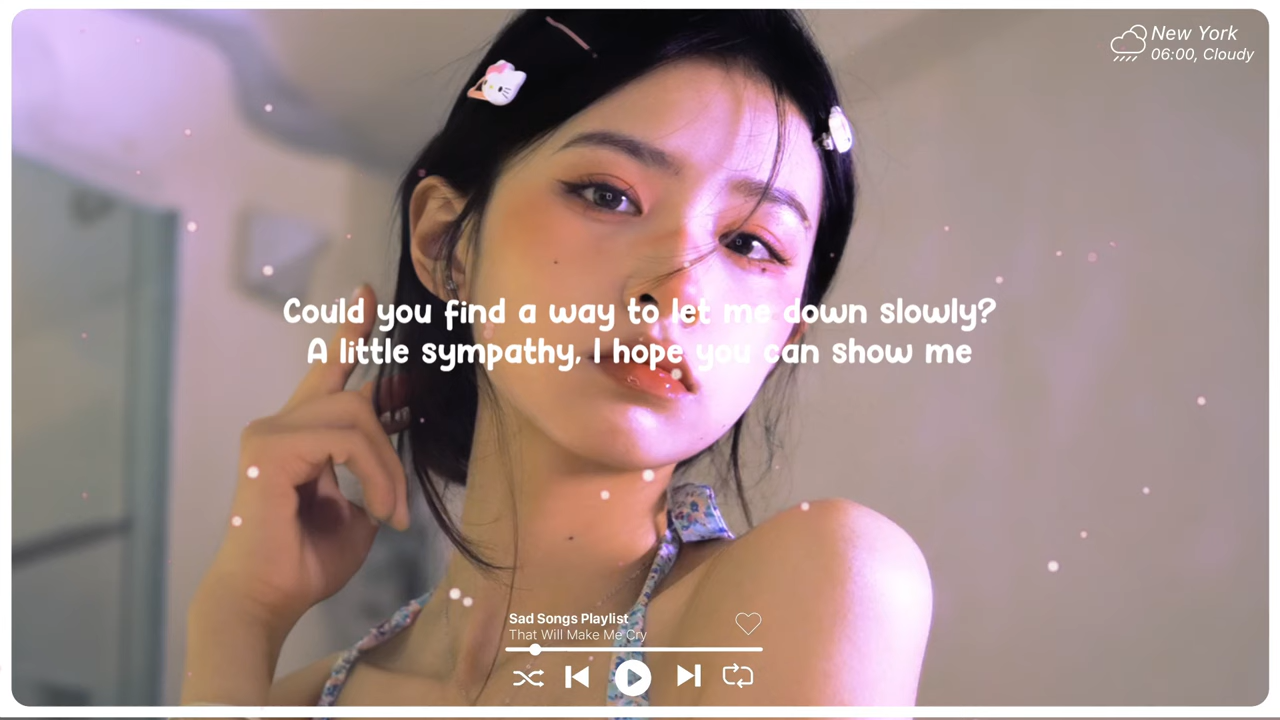 New York
06:00, Cloudy
Could you find a way to let me down slowly?
A little sympathy, I hope you can show me
Sad Songs Playlist
That Will Make Me Cry